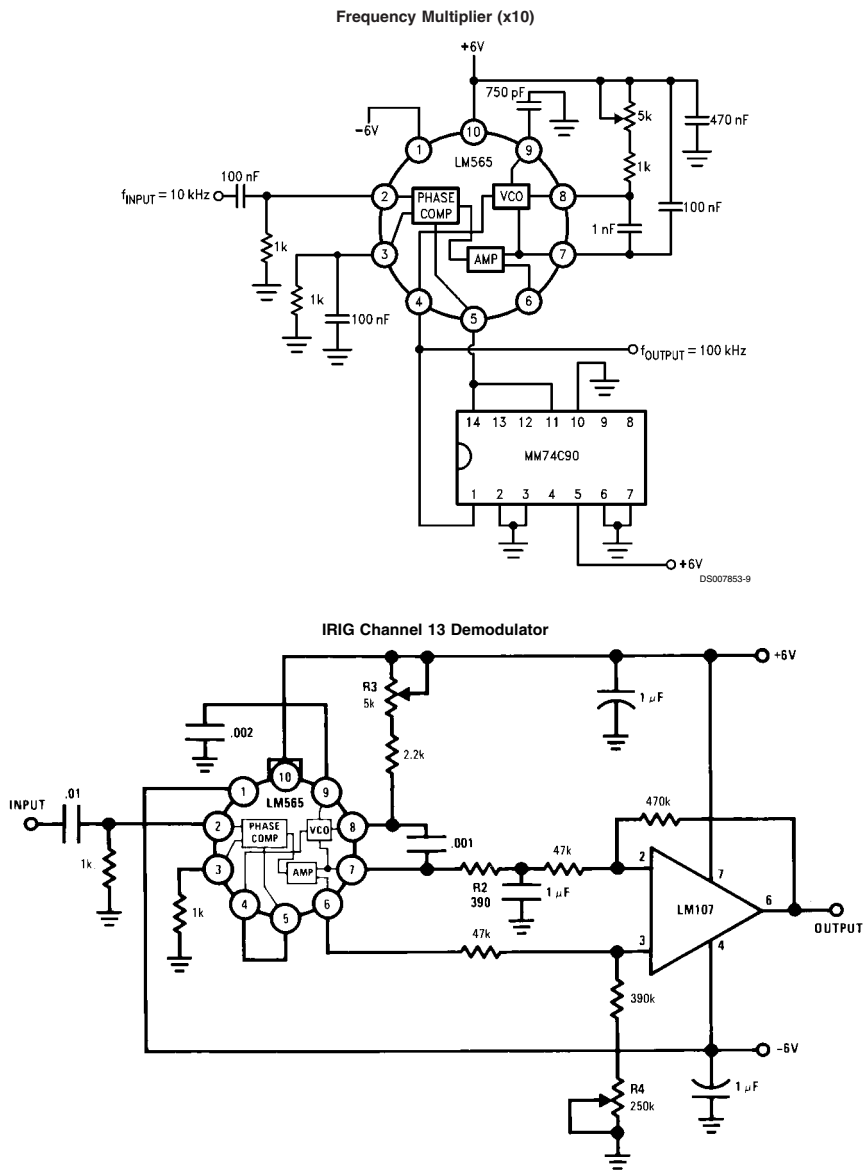 Frequency Multiplier (x10)
+6V
750 pF
-6V
10
1
9
5k
470 nF
LM565
1k
100 nF
fINPUT = 10 kHz
2
PHASE
COMP
VCO
8
100 nF
1k
1 nF
3
AMP
7
1k
100 nF
4
5
6
fOUTPUT = 100 kHz
14 13 12 11 10 9 8
MM74C90
1 2 3 4 5 6 7
+6V
DS007853-9
IRIG Channel 13 Demodulator
+6V
R3
5k
1 μF
.002
2.2k
10
1
9
LM565
.01
INPUT
2
PHASE
COMP
VCO
8
470k
.001
47k
1k
3
AMP
7
R2
390
1 μF
2
7
LM107
6
OUTPUT
1k
4
5
6
47k
3
4
390k
-6V
R4
250k
1 μF